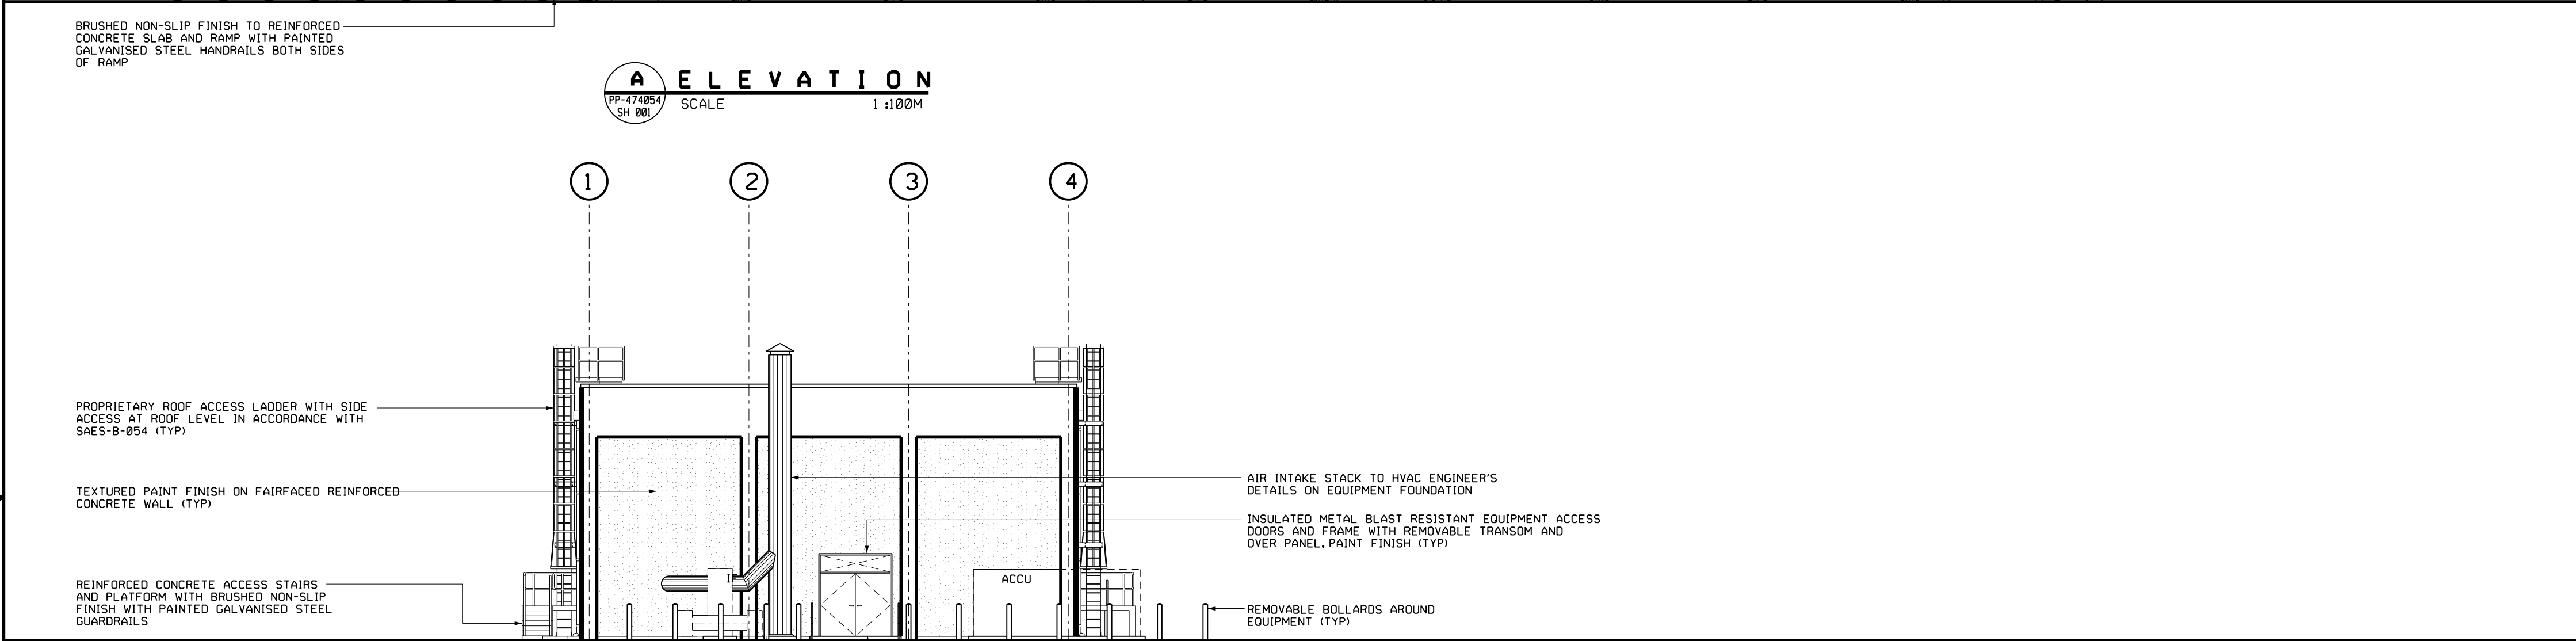 BRUSHED NON-SLIP FINISH TO REINFORCED
CONCRETE SLAB AND RAMP WITH PAINTED
GALVANISED STEEL HANDRAILS BOTH SIDES
OF RAMP
A
PP-474054
SH 001
ELEVATION
SCALE 1:100M
1 2 3 4
PROPRIETARY ROOF ACCESS LADDER WITH SIDE
ACCESS AT ROOF LEVEL IN ACCORDANCE WITH
SAES-B-054 (TYP)
TEXTURED PAINT FINISH ON FAIRFACED REINFORCED
CONCRETE WALL (TYP)
REINFORCED CONCRETE ACCESS STAIRS
AND PLATFORM WITH BRUSHED NON-SLIP
FINISH WITH PAINTED GALVANISED STEEL
GUARDRAILS
ACCU
AIR INTAKE STACK TO HVAC ENGINEER'S
DETAILS ON EQUIPMENT FOUNDATION
INSULATED METAL BLAST RESISTANT EQUIPMENT ACCESS
DOORS AND FRAME WITH REMOVABLE TRANSOM AND
OVER PANEL, PAINT FINISH (TYP)
REMOVABLE BOLLARDS AROUND
EQUIPMENT (TYP)